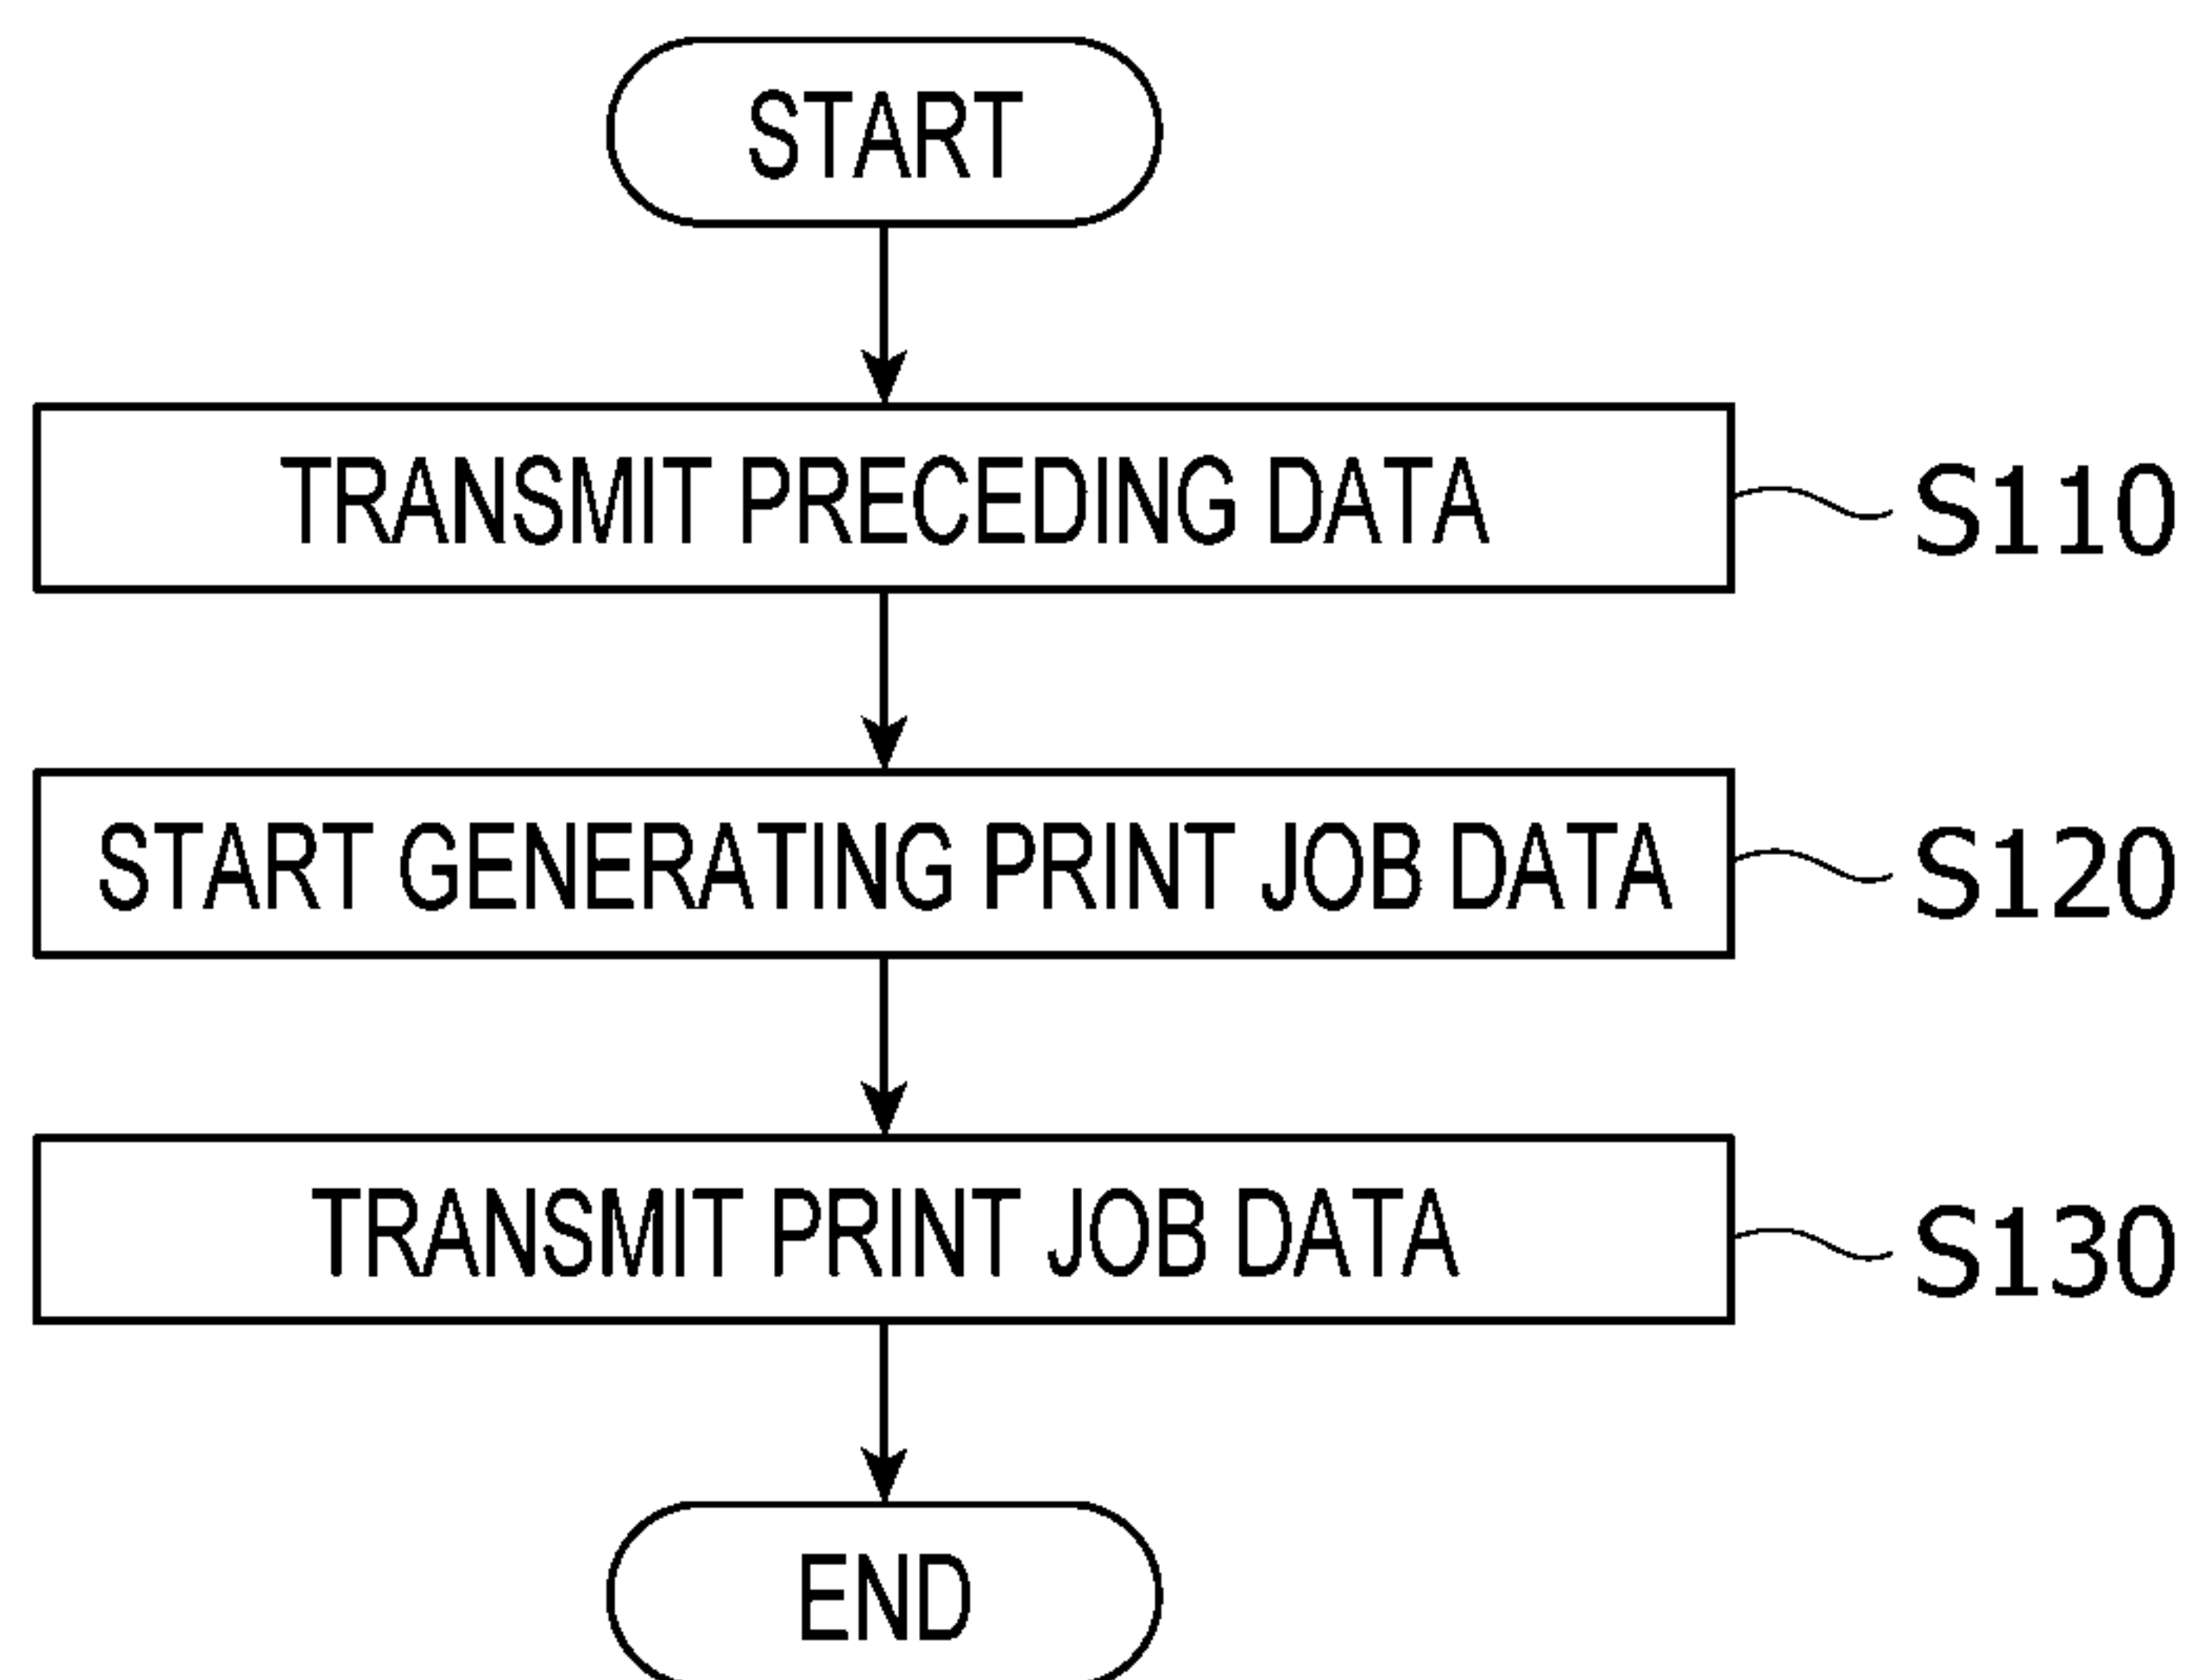 START
TRANSMIT PRECEDING DATA
S110
START GENERATING PRINT JOB DATA
S120
TRANSMIT PRINT JOB DATA
S130
END